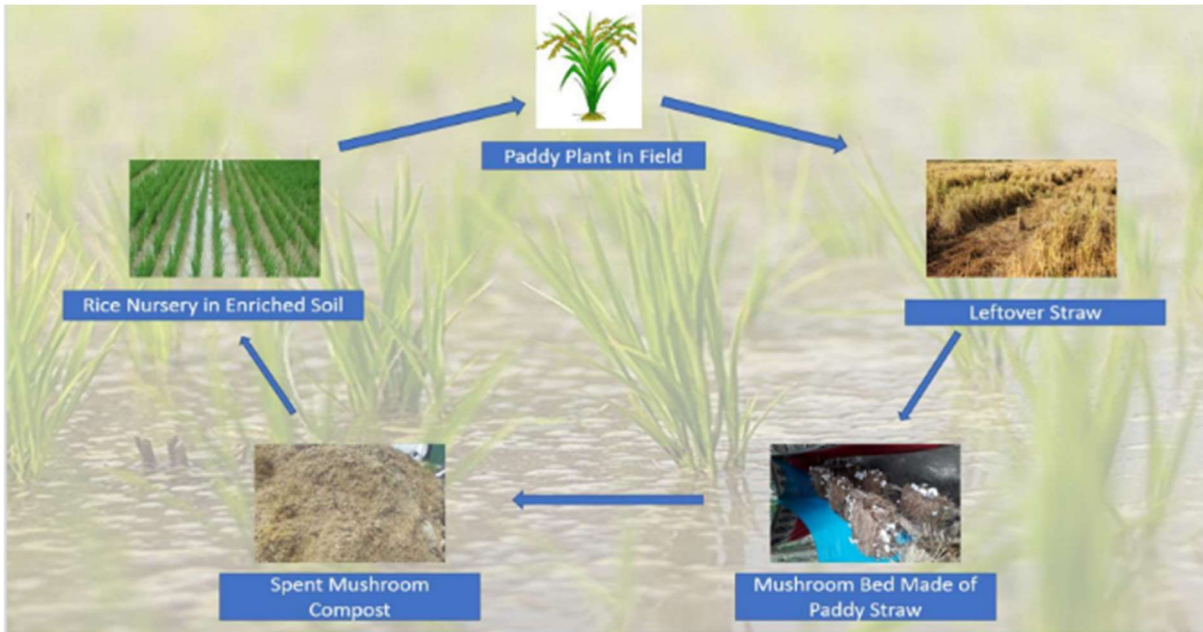 Paddy Plant in Field
Rice Nursery in Enriched Soil
Leftover Straw
Spent Mushroom
Compost
Mushroom Bed Made of
Paddy Straw